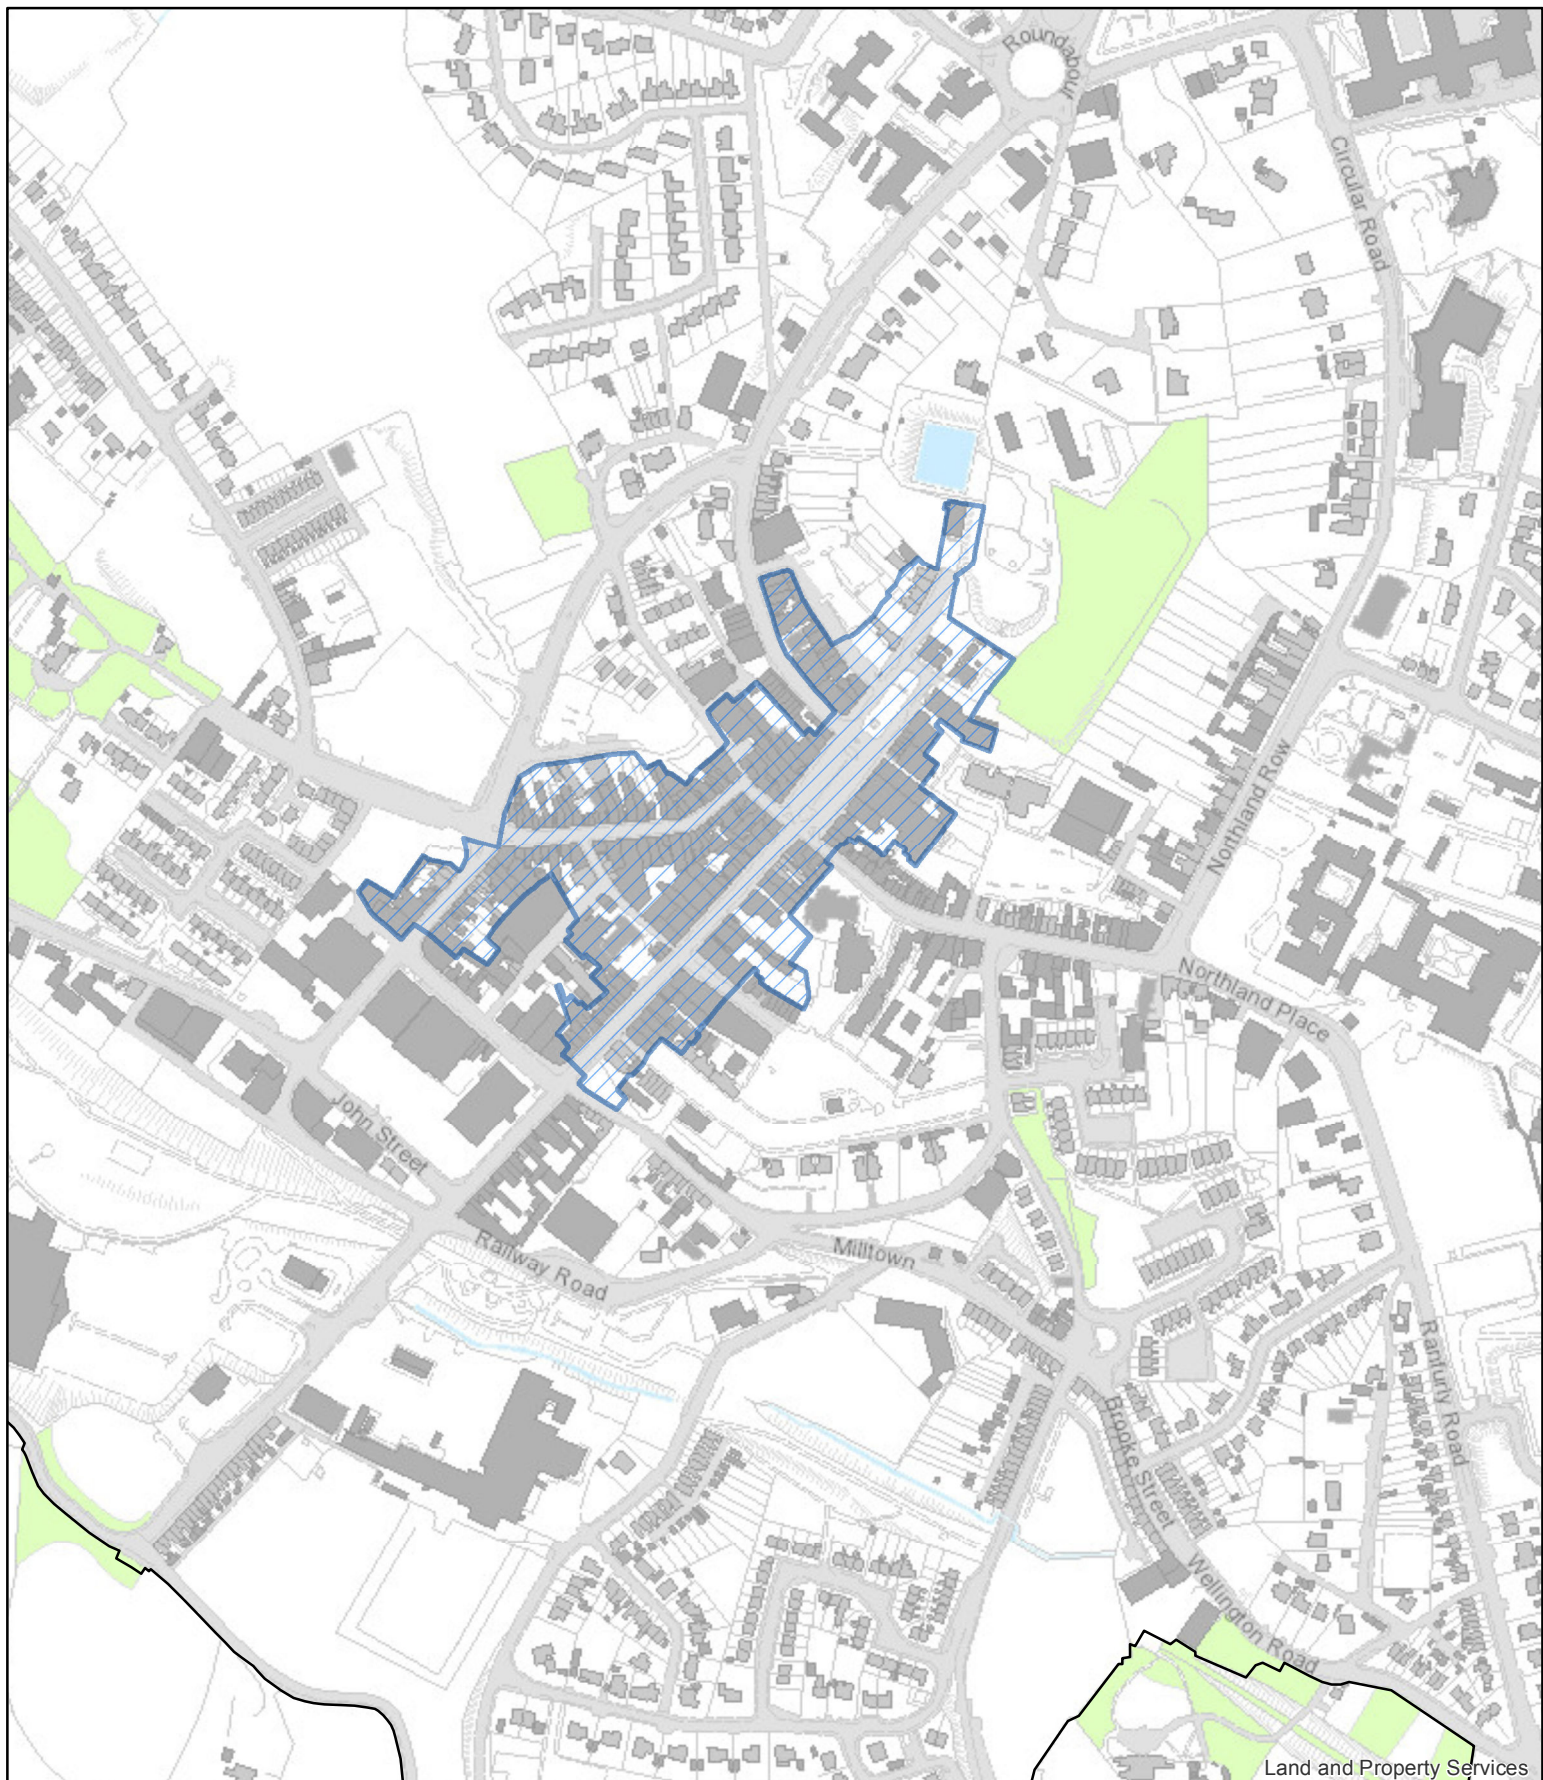 Roundabout
Circular Road
Northland Row
Northland Place
John Street
Railway Road
Milltown
Ranfurly Road
Brooke Street
Wellington Road
Land and Property Services